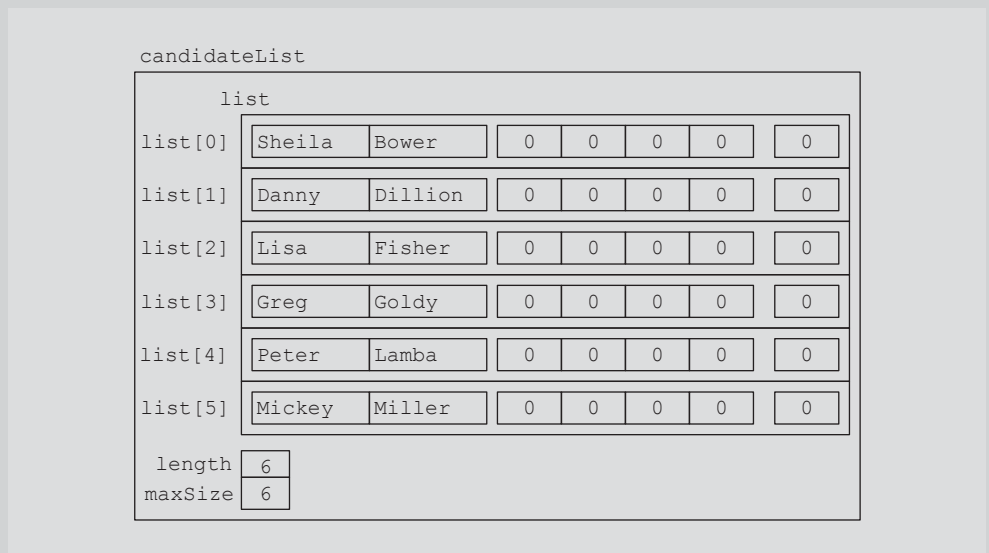 candidateList
list
list[0] Sheila Bower 0 0 0 0 0
list[1] Danny Dillion 0 0 0 0 0
list[2] Lisa Fisher 0 0 0 0 0
list[3] Greg Goldy 0 0 0 0 0
list[4] Peter Lamba 0 0 0 0 0
list[5] Mickey Miller 0 0 0 0 0
length 6
maxSize 6